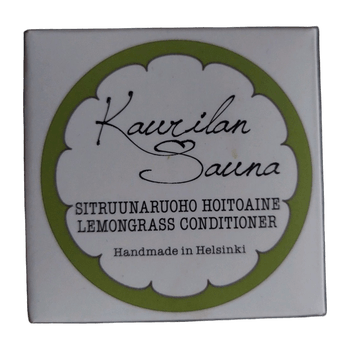 Kaurilan
Sauna
SITRUUNARUOHO HOITOAINE
LEMONGRASS CONDITIONER
Handmade in Helsinki